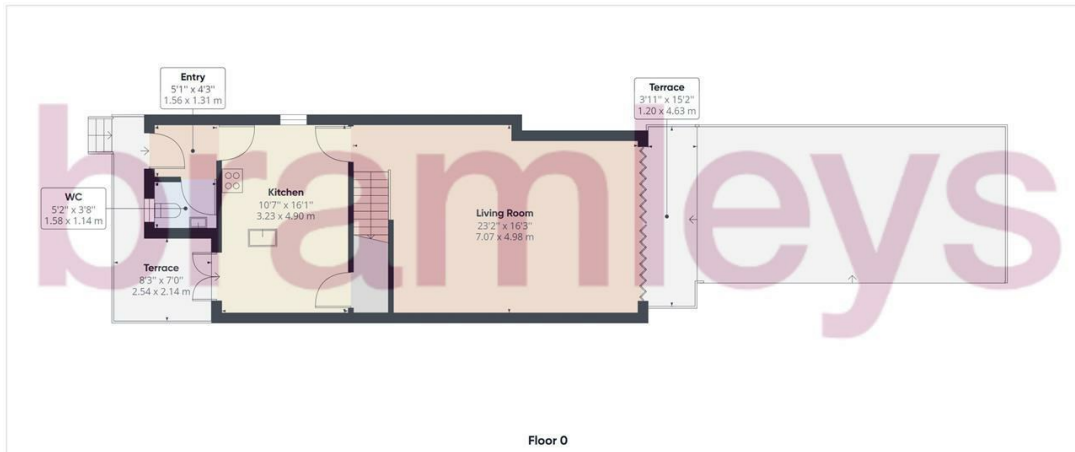 Entry
5'1" x 4'3"
1.56 x 1.31 m
Terrace
3'11" x 15'2"
1.20 x 4.63 m
bramleys
WC
5'2" x 3'8"
1.58 x 1.14 m
Kitchen
10'7" x 16'1"
3.23 x 4.90 m
Living Room
23'2" x 16'3"
7.07 x 4.98 m
Terrace
8'3" x 7'0"
2.54 x 2.14 m
Floor 0